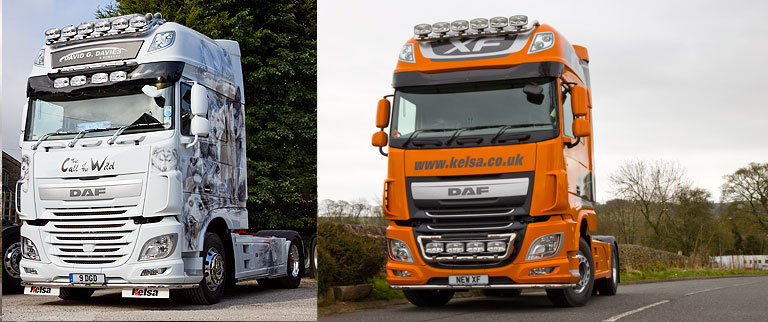 DAVID G. DAVIES
The
Call of the Wild
DAF
9 DGD
Kelsa
Kelsa
XF
www.kelsa.co.uk
DAF
NEW XF